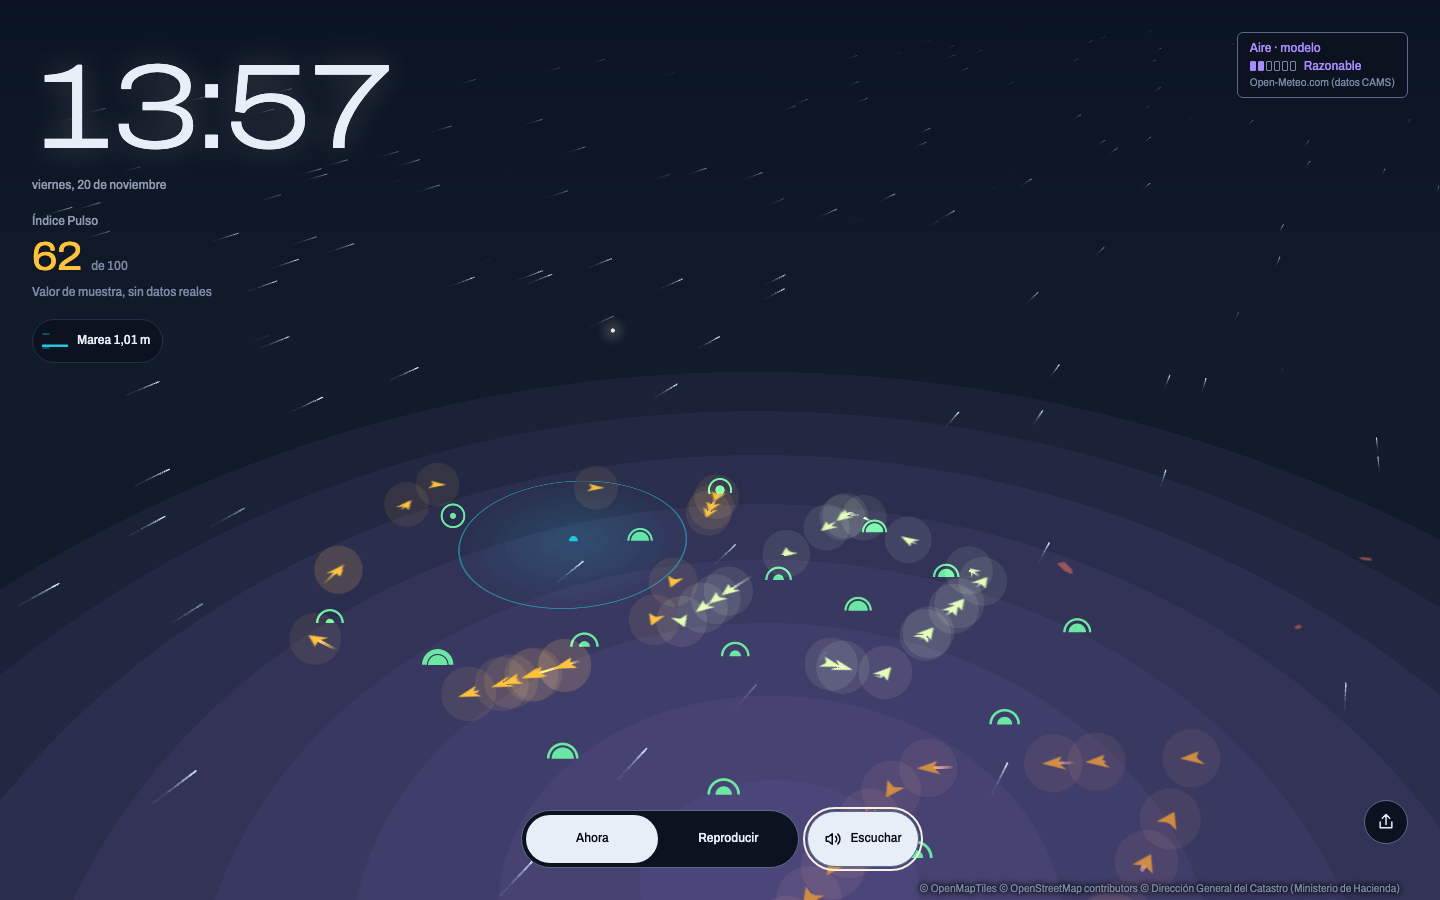 13:57
viernes, 20 de noviembre
Índice Pulso
62 de 100
Valor de muestra, sin datos reales
Marea 1,01 m
Aire · modelo
Razonable
Open-Meteo.com (datos CAMS)
Ahora
Reproducir
Escuchar
© OpenMapTiles © OpenStreetMap contributors © Dirección General del Catastro (Ministerio de Hacienda)